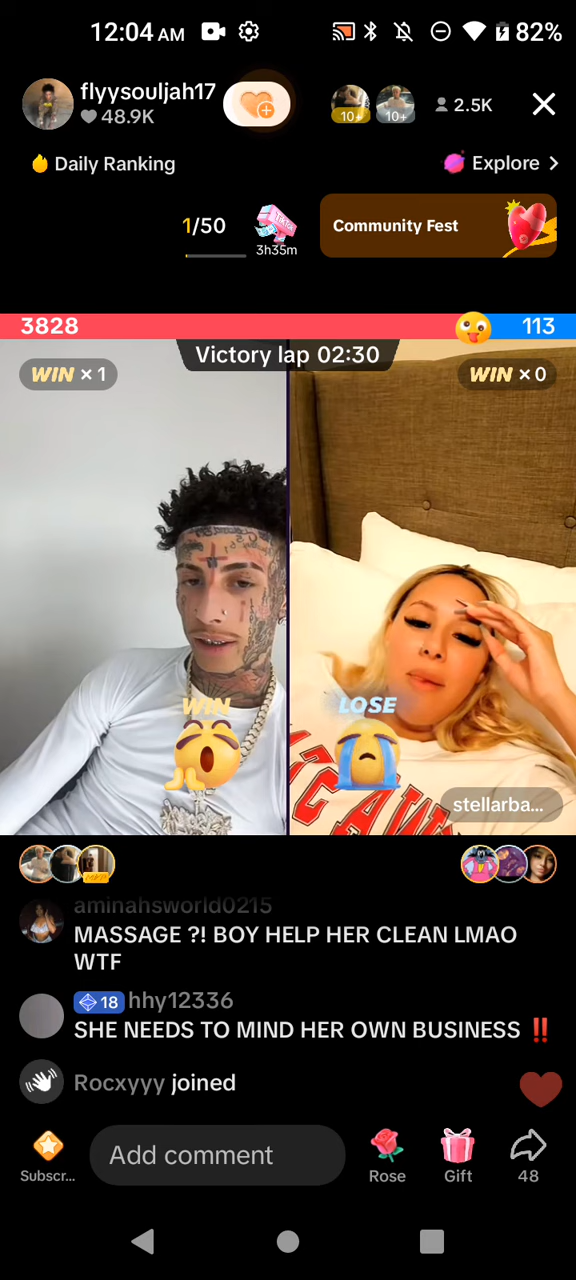 12:04 AM
82%
flyysouljah17
48.9K
10+
10+
2.5K
Daily Ranking
Explore
1/50
3h35m
Community Fest
3828
113
Victory lap 02:30
WIN × 1
WIN × 0
WIN
LOSE
stellarba...
aminahsworld0215
MASSAGE ?! BOY HELP HER CLEAN LMAO
WTF
18 hhy12336
SHE NEEDS TO MIND HER OWN BUSINESS ‼️
Rocxyyy joined
Add comment
Subscr...
Rose
Gift
48